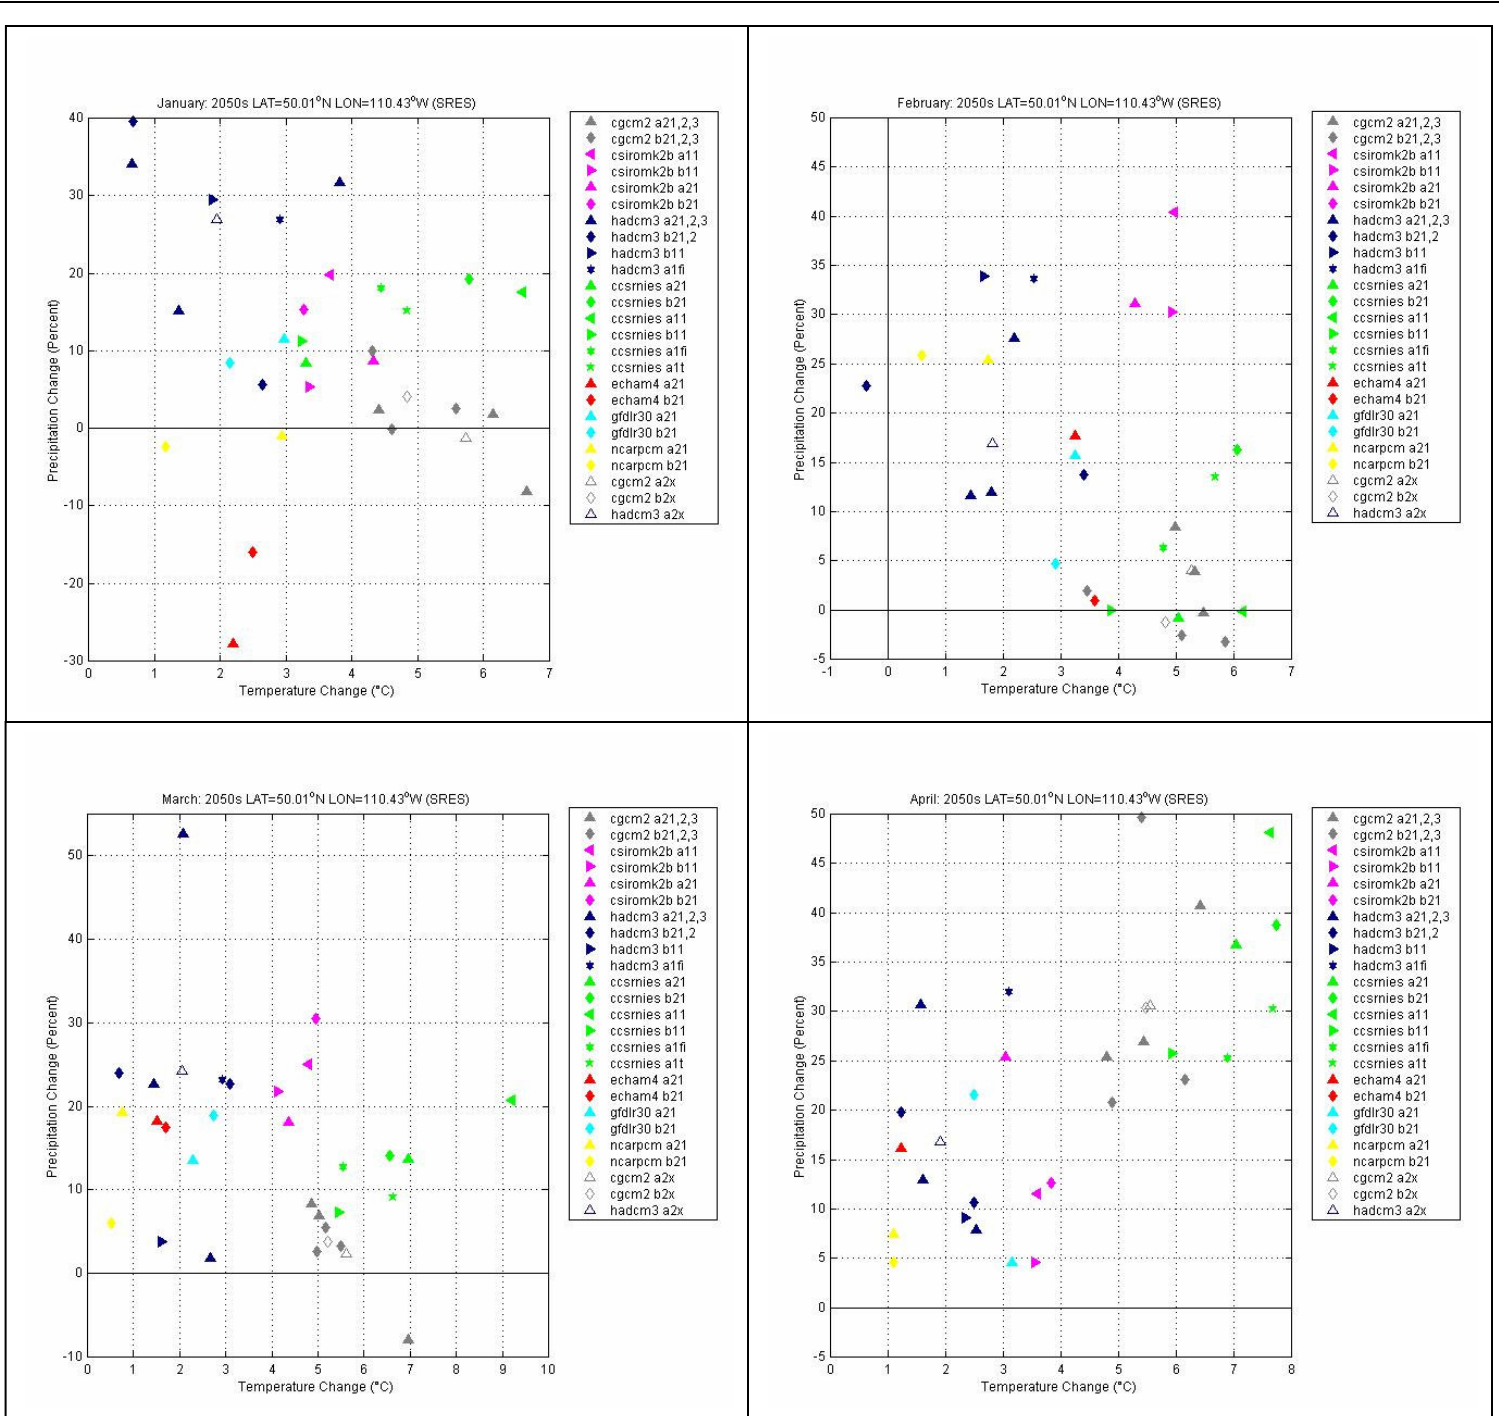 January: 2050s LAT=50.01°N LON=110.43°W (SRES)
Precipitation Change (Percent)
40
30
20
10
0
-10
-20
-30
0 1 2 3 4 5 6 7
Temperature Change (°C)
cgcm2 a21,2,3
cgcm2 b21,2,3
csiromk2b a11
csiromk2b b11
csiromk2b a21
csiromk2b b21
hadcm3 a21,2,3
hadcm3 b21,2
hadcm3 b11
hadcm3 a1fi
ccsrnies a21
ccsrnies b21
ccsrnies a11
ccsrnies b11
ccsrnies a1fi
ccsrnies a1t
echam4 a21
echam4 b21
gfdlr30 a21
gfdlr30 b21
ncarpcm a21
ncarpcm b21
cgcm2 a2x
cgcm2 b2x
hadcm3 a2x
February: 2050s LAT=50.01°N LON=110.43°W (SRES)
Precipitation Change (Percent)
50
45
40
35
30
25
20
15
10
5
0
-5
-1 0 1 2 3 4 5 6 7
Temperature Change (°C)
cgcm2 a21,2,3
cgcm2 b21,2,3
csiromk2b a11
csiromk2b b11
csiromk2b a21
csiromk2b b21
hadcm3 a21,2,3
hadcm3 b21,2
hadcm3 b11
hadcm3 a1fi
ccsrnies a21
ccsrnies b21
ccsrnies a11
ccsrnies b11
ccsrnies a1fi
ccsrnies a1t
echam4 a21
echam4 b21
gfdlr30 a21
gfdlr30 b21
ncarpcm a21
ncarpcm b21
cgcm2 a2x
cgcm2 b2x
hadcm3 a2x
March: 2050s LAT=50.01°N LON=110.43°W (SRES)
Precipitation Change (Percent)
50
40
30
20
10
0
-10
0 1 2 3 4 5 6 7 8 9 10
Temperature Change (°C)
cgcm2 a21,2,3
cgcm2 b21,2,3
csiromk2b a11
csiromk2b b11
csiromk2b a21
csiromk2b b21
hadcm3 a21,2,3
hadcm3 b21,2
hadcm3 b11
hadcm3 a1fi
ccsrnies a21
ccsrnies b21
ccsrnies a11
ccsrnies b11
ccsrnies a1fi
ccsrnies a1t
echam4 a21
echam4 b21
gfdlr30 a21
gfdlr30 b21
ncarpcm a21
ncarpcm b21
cgcm2 a2x
cgcm2 b2x
hadcm3 a2x
April: 2050s LAT=50.01°N LON=110.43°W (SRES)
Precipitation Change (Percent)
50
45
40
35
30
25
20
15
10
5
0
-5
0 1 2 3 4 5 6 7 8
Temperature Change (°C)
cgcm2 a21,2,3
cgcm2 b21,2,3
csiromk2b a11
csiromk2b b11
csiromk2b a21
csiromk2b b21
hadcm3 a21,2,3
hadcm3 b21,2
hadcm3 b11
hadcm3 a1fi
ccsrnies a21
ccsrnies b21
ccsrnies a11
ccsrnies b11
ccsrnies a1fi
ccsrnies a1t
echam4 a21
echam4 b21
gfdlr30 a21
gfdlr30 b21
ncarpcm a21
ncarpcm b21
cgcm2 a2x
cgcm2 b2x
hadcm3 a2x